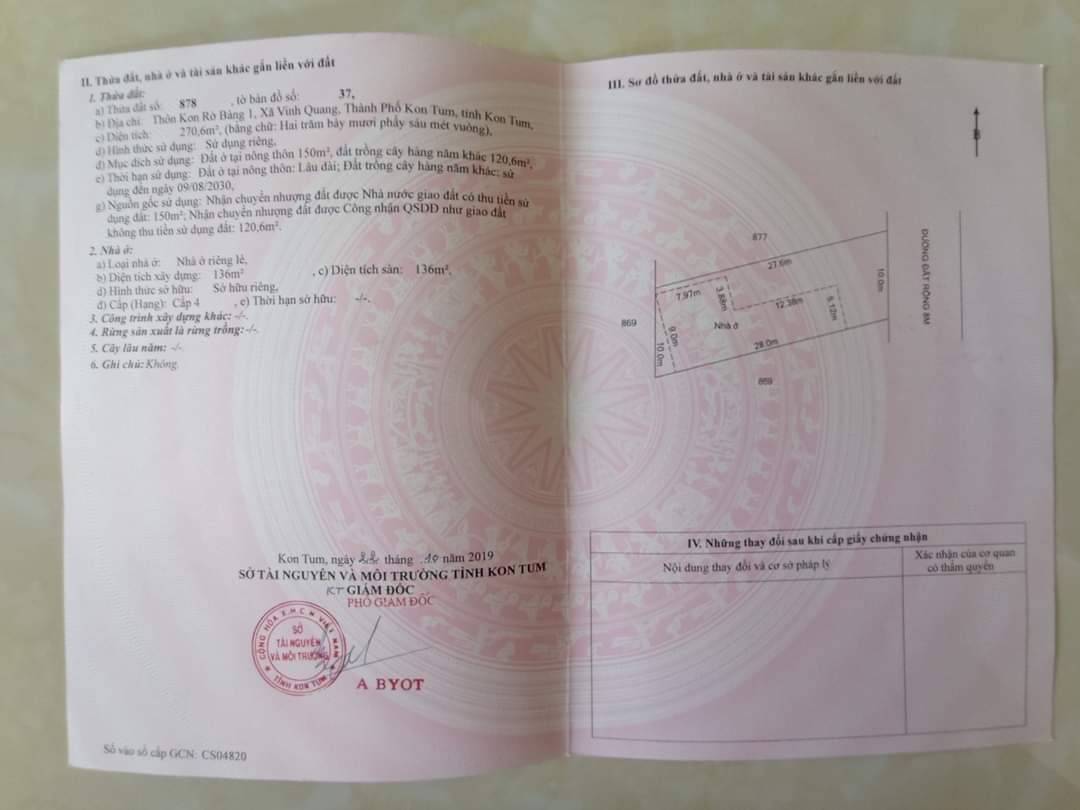 II. Thửa đất, nhà ở và tài sản khác gắn liền với đất
1. Thửa đất:
a) Thửa đất số: 878 , tờ bản đồ số: 37,
b) Địa chỉ: Thôn Kon Rờ Bàng 1, Xã Vinh Quang, Thành Phố Kon Tum, tỉnh Kon Tum,
c) Diện tích: 270,6m², (bằng chữ: Hai trăm bảy mươi phẩy sáu mét vuông),
d) Hình thức sử dụng: Sử dụng riêng,
đ) Mục đích sử dụng: Đất ở tại nông thôn 150m², đất trồng cây hàng năm khác 120,6m²,
e) Thời hạn sử dụng: Đất ở tại nông thôn: Lâu dài; Đất trồng cây hàng năm khác: sử
dụng đến ngày 09/08/2030,
g) Nguồn gốc sử dụng: Nhận chuyển nhượng đất được Nhà nước giao đất có thu tiền sử
dụng đất: 150m²; Nhận chuyển nhượng đất được Công nhận QSDĐ như giao đất
không thu tiền sử dụng đất: 120,6m².
2. Nhà ở:
a) Loại nhà ở: Nhà ở riêng lẻ,
b) Diện tích xây dựng: 136m² , c) Diện tích sàn: 136m²,
d) Hình thức sở hữu: Sở hữu riêng,
đ) Cấp (Hạng): Cấp 4 , e) Thời hạn sở hữu: -/-.
3. Công trình xây dựng khác: -/-.
4. Rừng sản xuất là rừng trồng: -/-.
5. Cây lâu năm: -/-.
6. Ghi chú: Không.
Kon Tum, ngày 22 tháng 10 năm 2019
SỞ TÀI NGUYÊN VÀ MÔI TRƯỜNG TỈNH KON TUM
KT GIÁM ĐỐC
PHÓ GIÁM ĐỐC
CỘNG HÒA X.H.C.N VIỆT NAM
SỞ
TÀI NGUYÊN
VÀ MÔI TRƯỜNG
TỈNH KON TUM
A BYOT
Số vào sổ cấp GCN: CS04820
III. Sơ đồ thửa đất, nhà ở và tài sản khác gắn liền với đất
B
877
27.6m
10.0m
ĐƯỜNG ĐẤT RỘNG 8M
7.97m
3.88m
12.38m
5.12m
869
Nhà ở
9.0m
10.0m
28.0m
869
IV. Những thay đổi sau khi cấp giấy chứng nhận
Nội dung thay đổi và cơ sở pháp lý
Xác nhận của cơ quan
có thẩm quyền